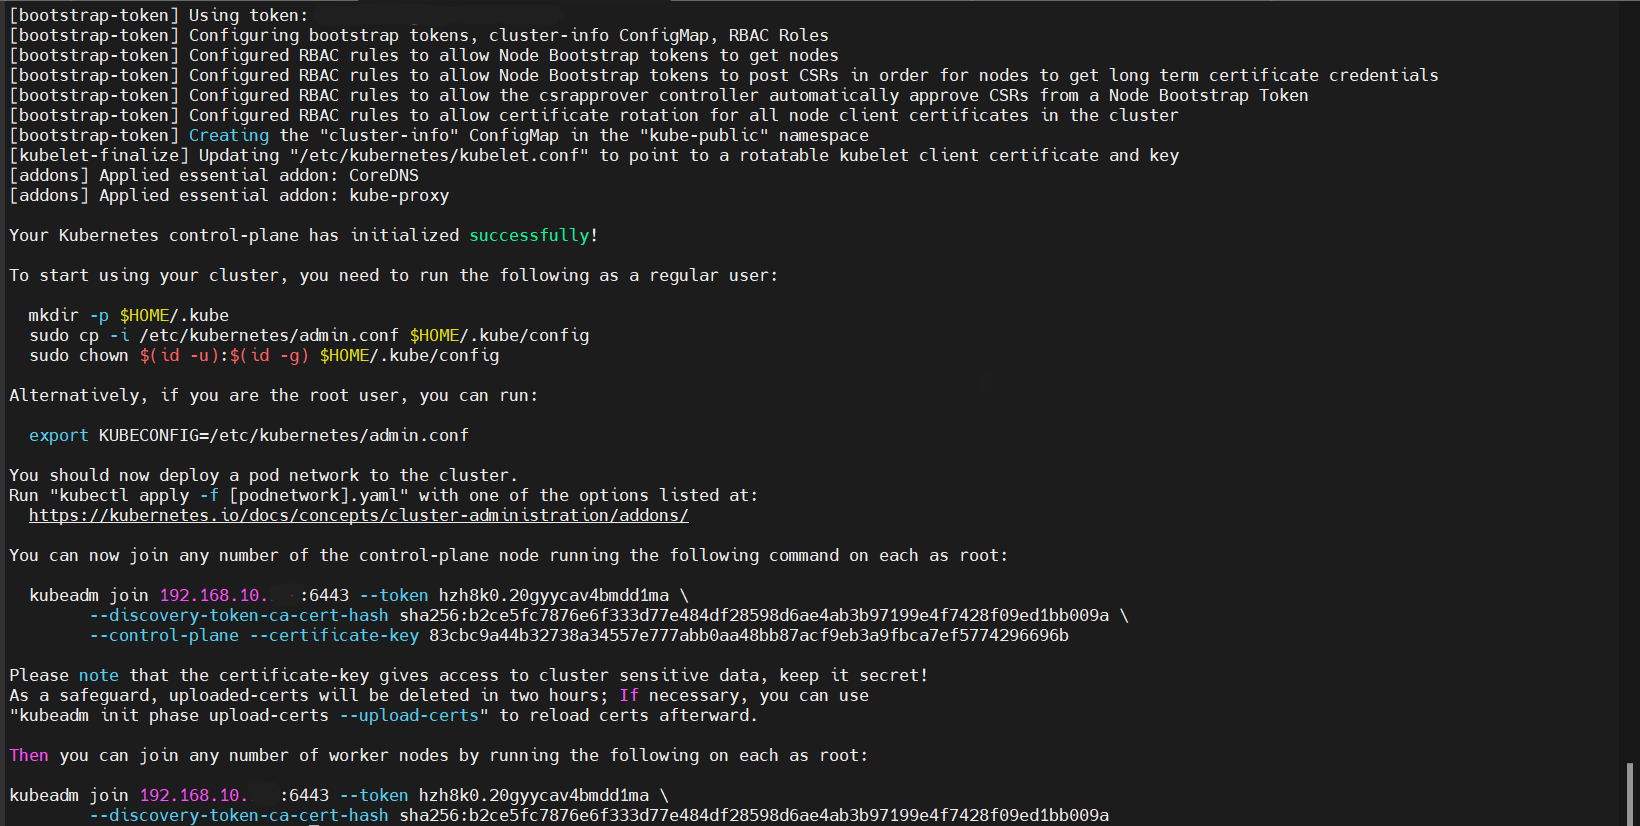 [bootstrap-token] Using token:
[bootstrap-token] Configuring bootstrap tokens, cluster-info ConfigMap, RBAC Roles
[bootstrap-token] Configured RBAC rules to allow Node Bootstrap tokens to get nodes
[bootstrap-token] Configured RBAC rules to allow Node Bootstrap tokens to post CSRs in order for nodes to get long term certificate credentials
[bootstrap-token] Configured RBAC rules to allow the csrapprover controller automatically approve CSRs from a Node Bootstrap Token
[bootstrap-token] Configured RBAC rules to allow certificate rotation for all node client certificates in the cluster
[bootstrap-token] Creating the "cluster-info" ConfigMap in the "kube-public" namespace
[kubelet-finalize] Updating "/etc/kubernetes/kubelet.conf" to point to a rotatable kubelet client certificate and key
[addons] Applied essential addon: CoreDNS
[addons] Applied essential addon: kube-proxy
Your Kubernetes control-plane has initialized successfully!
To start using your cluster, you need to run the following as a regular user:
mkdir -p $HOME/.kube
sudo cp -i /etc/kubernetes/admin.conf $HOME/.kube/config
sudo chown $(id -u):$(id -g) $HOME/.kube/config
Alternatively, if you are the root user, you can run:
export KUBECONFIG=/etc/kubernetes/admin.conf
You should now deploy a pod network to the cluster.
Run "kubectl apply -f [podnetwork].yaml" with one of the options listed at:
https://kubernetes.io/docs/concepts/cluster-administration/addons/
You can now join any number of the control-plane node running the following command on each as root:
kubeadm join 192.168.10. :6443 --token hzh8k0.20gyycav4bmdd1ma \
--discovery-token-ca-cert-hash sha256:b2ce5fc7876e6f333d77e484df28598d6ae4ab3b97199e4f7428f09ed1bb009a \
--control-plane --certificate-key 83cbc9a44b32738a34557e777abb0aa48bb87acf9eb3a9fbca7ef5774296696b
Please note that the certificate-key gives access to cluster sensitive data, keep it secret!
As a safeguard, uploaded-certs will be deleted in two hours; If necessary, you can use
"kubeadm init phase upload-certs --upload-certs" to reload certs afterward.
Then you can join any number of worker nodes by running the following on each as root:
kubeadm join 192.168.10. :6443 --token hzh8k0.20gyycav4bmdd1ma \
--discovery-token-ca-cert-hash sha256:b2ce5fc7876e6f333d77e484df28598d6ae4ab3b97199e4f7428f09ed1bb009a